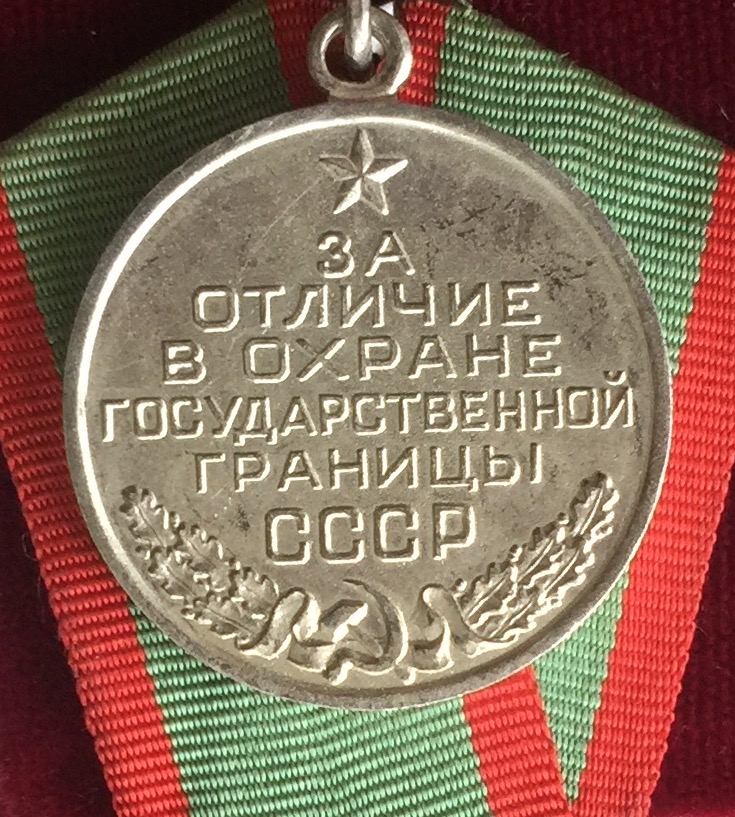 ЗА
ОТЛИЧИЕ
В ОХРАНЕ
ГОСУДАРСТВЕННОЙ
ГРАНИЦЫ
СССР